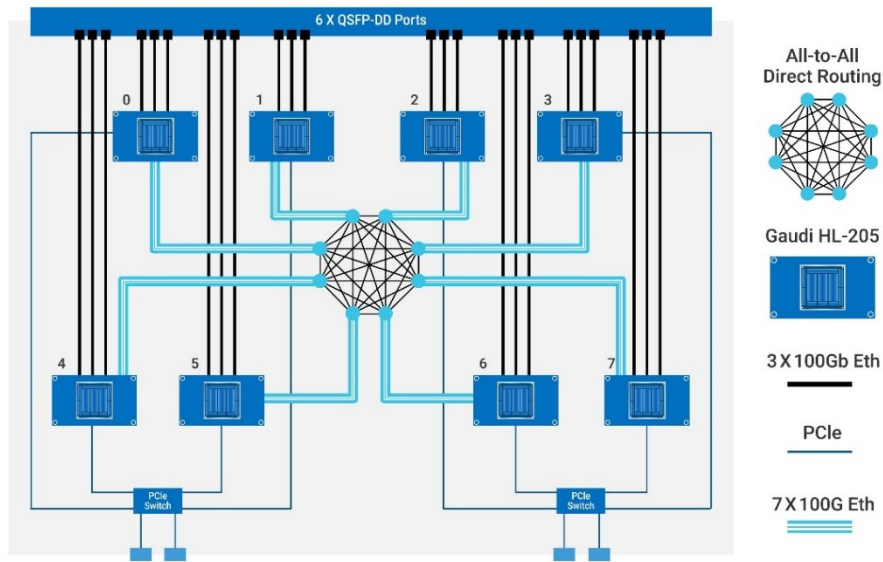 6 X QSFP-DD Ports
0
1
2
3
4
5
6
7
PCIe
Switch
PCIe
Switch
All-to-All
Direct Routing
Gaudi HL-205
3 X 100Gb Eth
PCIe
7 X 100G Eth